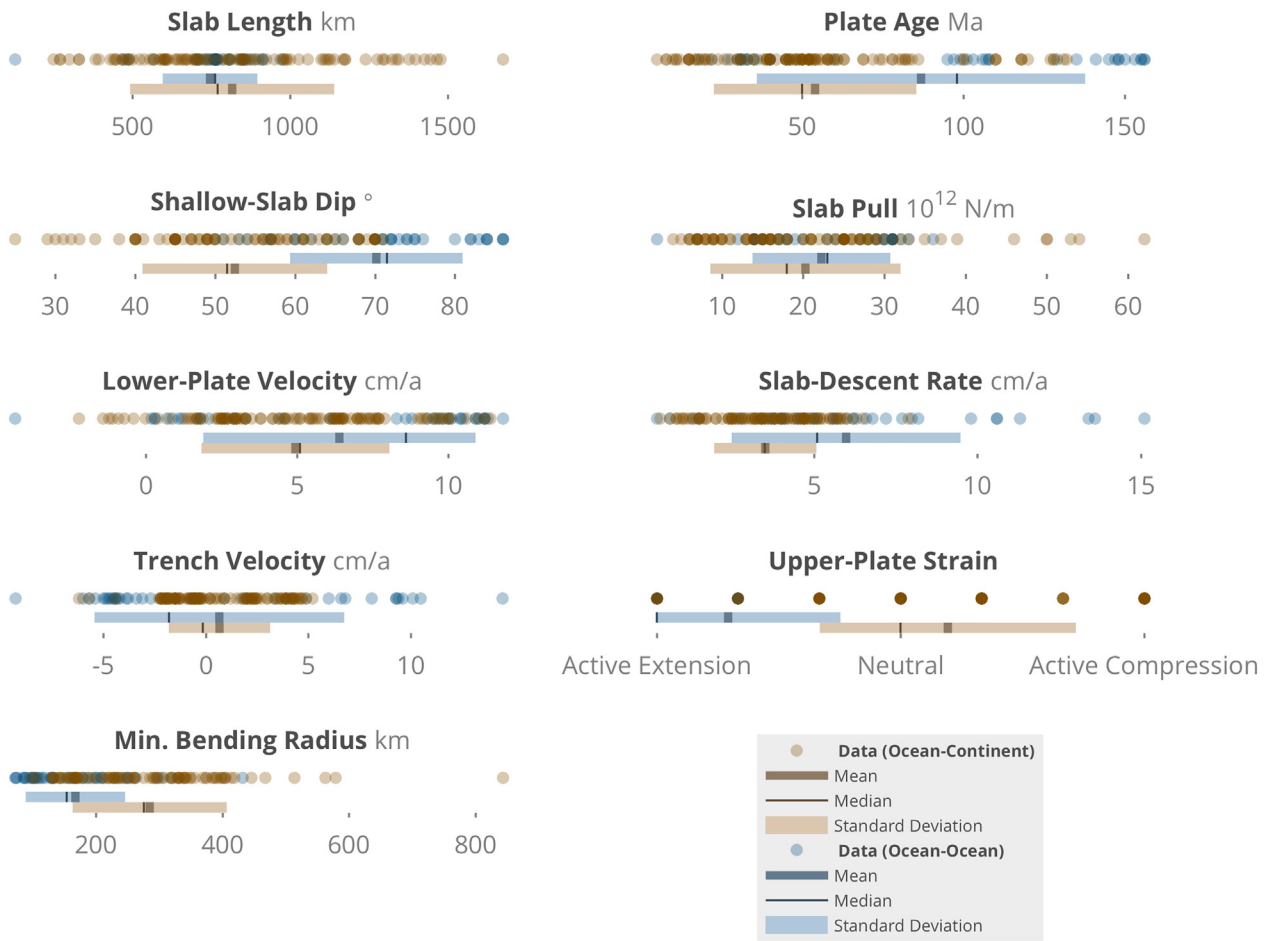 Slab Length km
500 1000 1500
Plate Age Ma
50 100 150
Shallow-Slab Dip °
30 40 50 60 70 80
Slab Pull 10^12 N/m
10 20 30 40 50 60
Lower-Plate Velocity cm/a
0 5 10
Slab-Descent Rate cm/a
5 10 15
Trench Velocity cm/a
-5 0 5 10
Upper-Plate Strain
Active Extension Neutral Active Compression
Min. Bending Radius km
200 400 600 800
Data (Ocean-Continent)
Mean
Median
Standard Deviation
Data (Ocean-Ocean)
Mean
Median
Standard Deviation